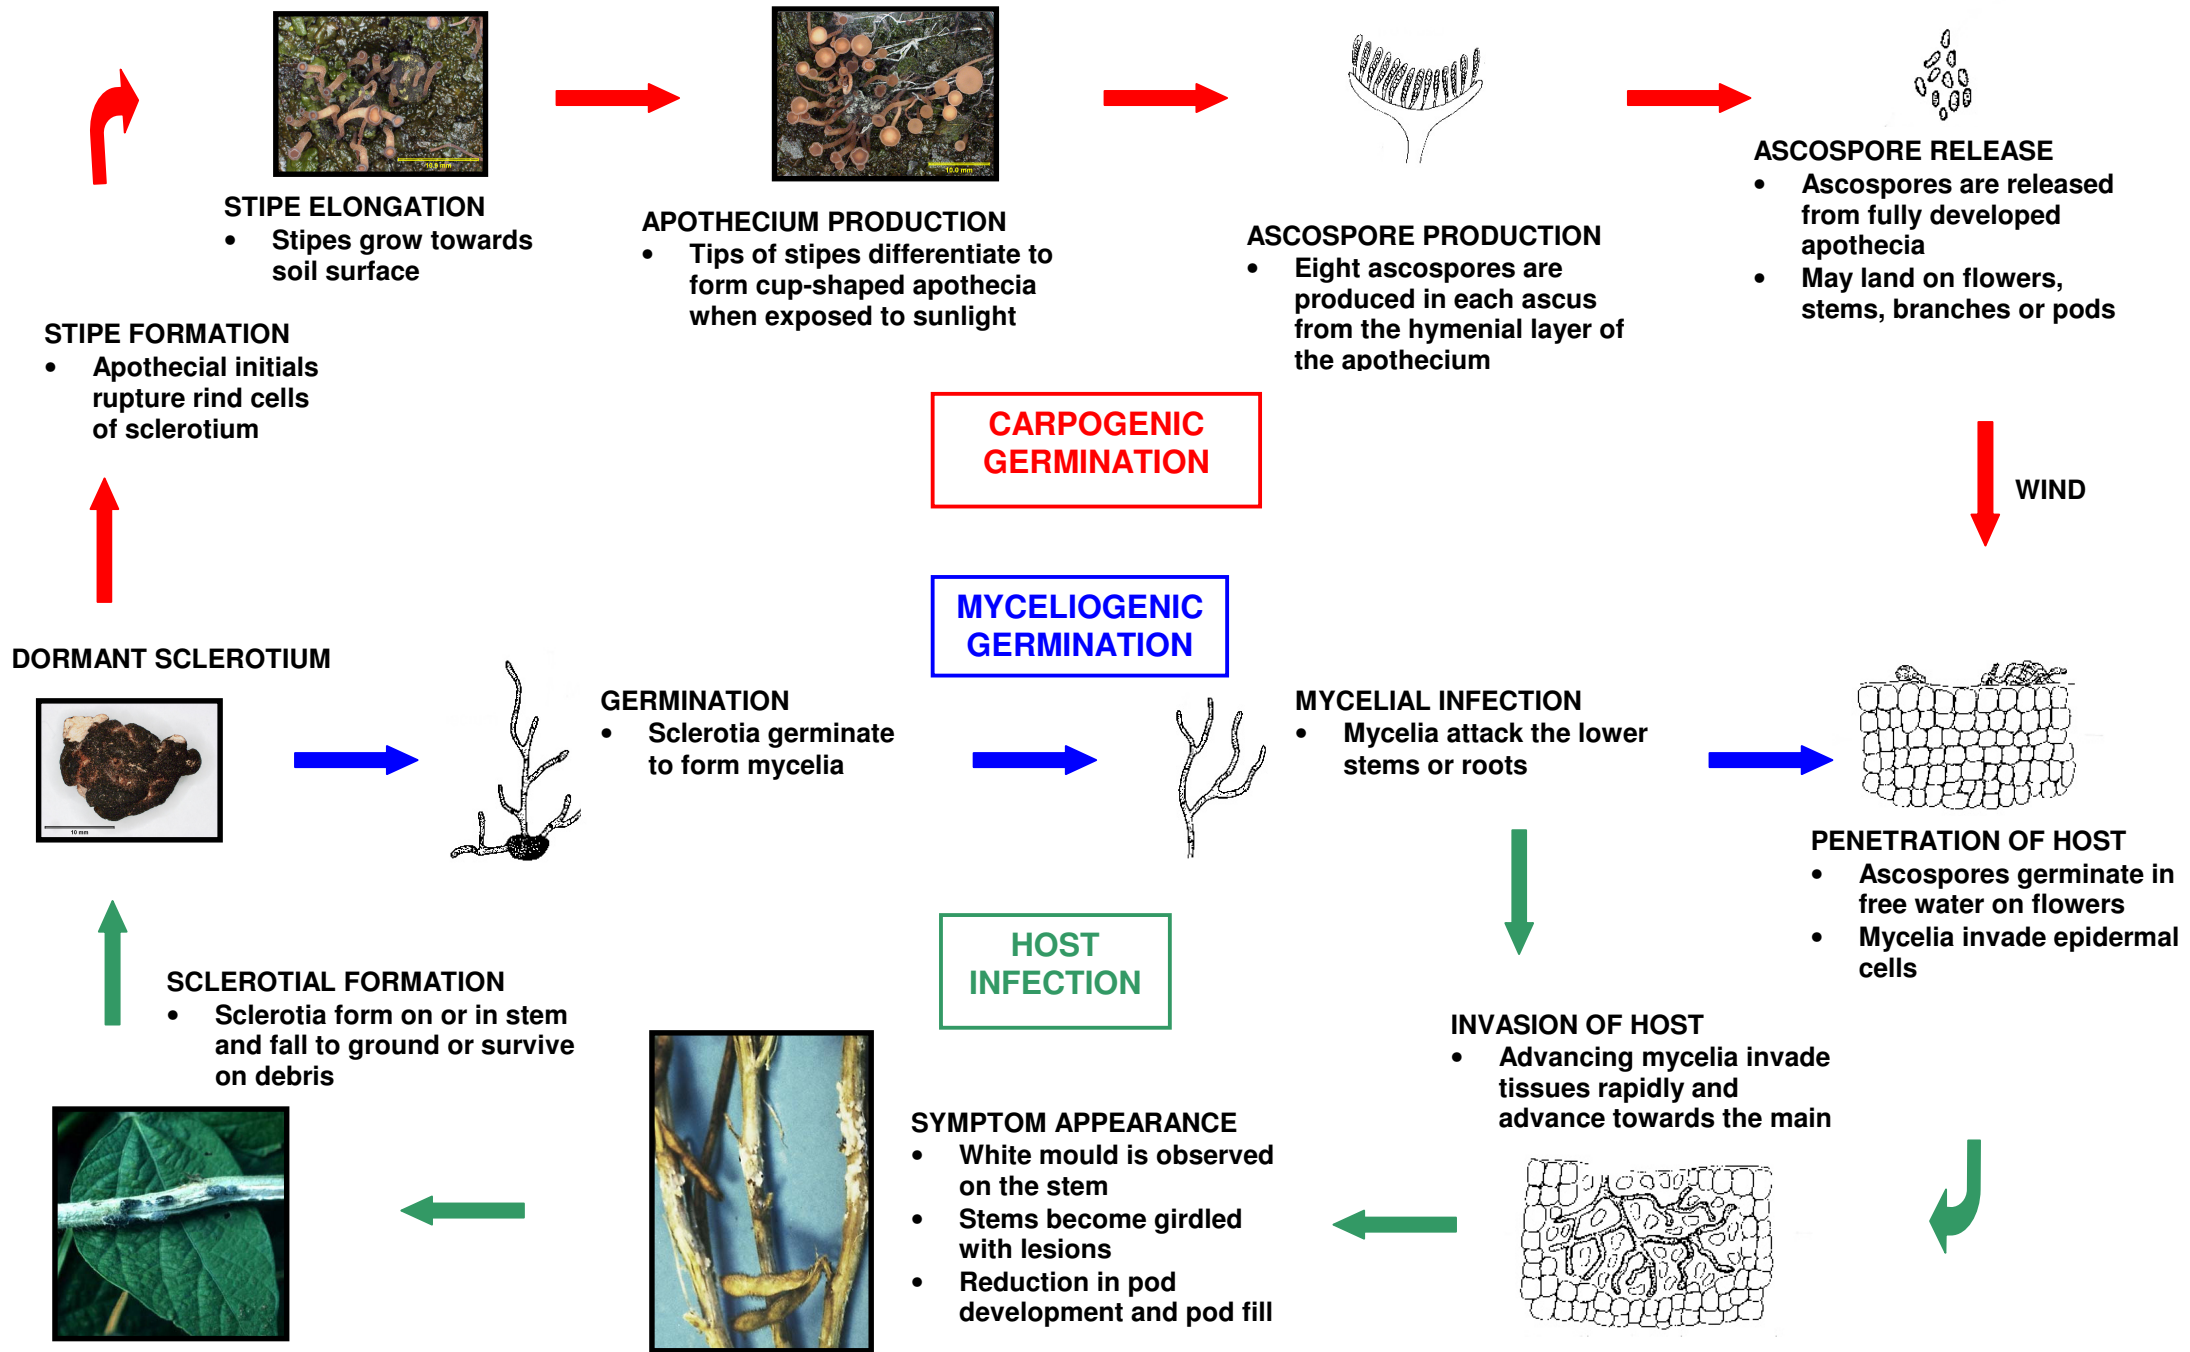 STIPE ELONGATION
• Stipes grow towards
soil surface
10.0 mm
APOTHECIUM PRODUCTION
• Tips of stipes differentiate to
form cup-shaped apothecia
when exposed to sunlight
10.0 mm
ASCOSPORE PRODUCTION
• Eight ascospores are
produced in each ascus
from the hymenial layer of
the apothecium
ASCOSPORE RELEASE
• Ascospores are released
from fully developed
apothecia
• May land on flowers,
stems, branches or pods
STIPE FORMATION
• Apothecial initials
rupture rind cells
of sclerotium
CARPOGENIC
GERMINATION
WIND
MYCELIOGENIC
GERMINATION
DORMANT SCLEROTIUM
10 mm
GERMINATION
• Sclerotia germinate
to form mycelia
MYCELIAL INFECTION
• Mycelia attack the lower
stems or roots
PENETRATION OF HOST
• Ascospores germinate in
free water on flowers
• Mycelia invade epidermal
cells
HOST
INFECTION
SCLEROTIAL FORMATION
• Sclerotia form on or in stem
and fall to ground or survive
on debris
INVASION OF HOST
• Advancing mycelia invade
tissues rapidly and
advance towards the main
SYMPTOM APPEARANCE
• White mould is observed
on the stem
• Stems become girdled
with lesions
• Reduction in pod
development and pod fill